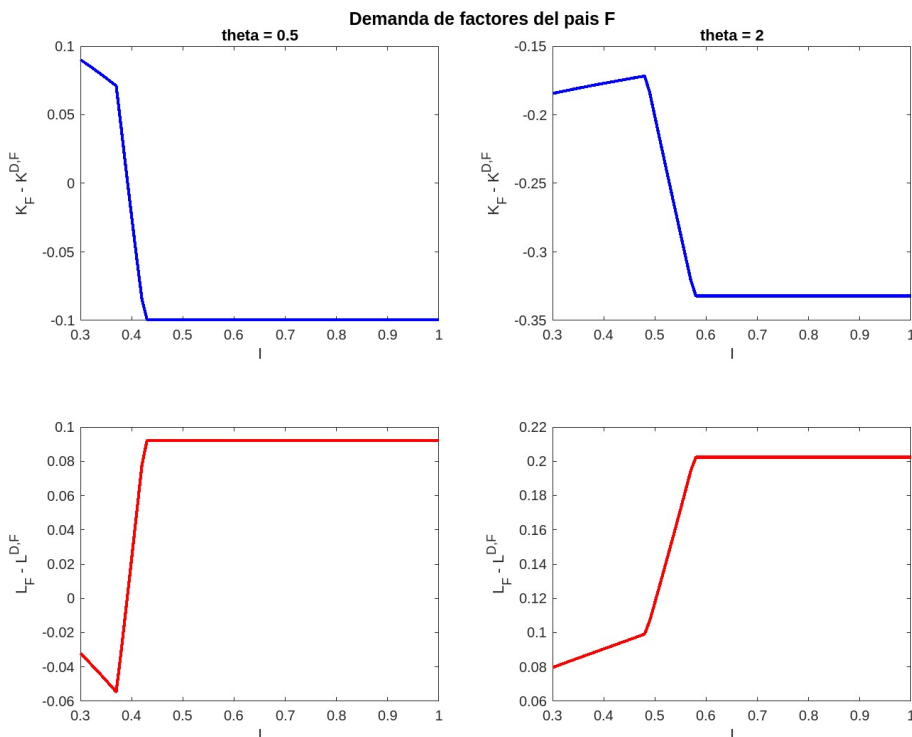 Demanda de factores del pais F
theta = 0.5
0.1
0.05
0
-0.05
-0.1
K_F - K^{D,F}
0.3 0.4 0.5 0.6 0.7 0.8 0.9 1
I
theta = 2
-0.15
-0.2
-0.25
-0.3
-0.35
K_F - K^{D,F}
0.3 0.4 0.5 0.6 0.7 0.8 0.9 1
I
0.1
0.08
0.06
0.04
0.02
0
-0.02
-0.04
-0.06
L_F - L^{D,F}
0.3 0.4 0.5 0.6 0.7 0.8 0.9 1
I
0.22
0.2
0.18
0.16
0.14
0.12
0.1
0.08
0.06
L_F - L^{D,F}
0.3 0.4 0.5 0.6 0.7 0.8 0.9 1
I